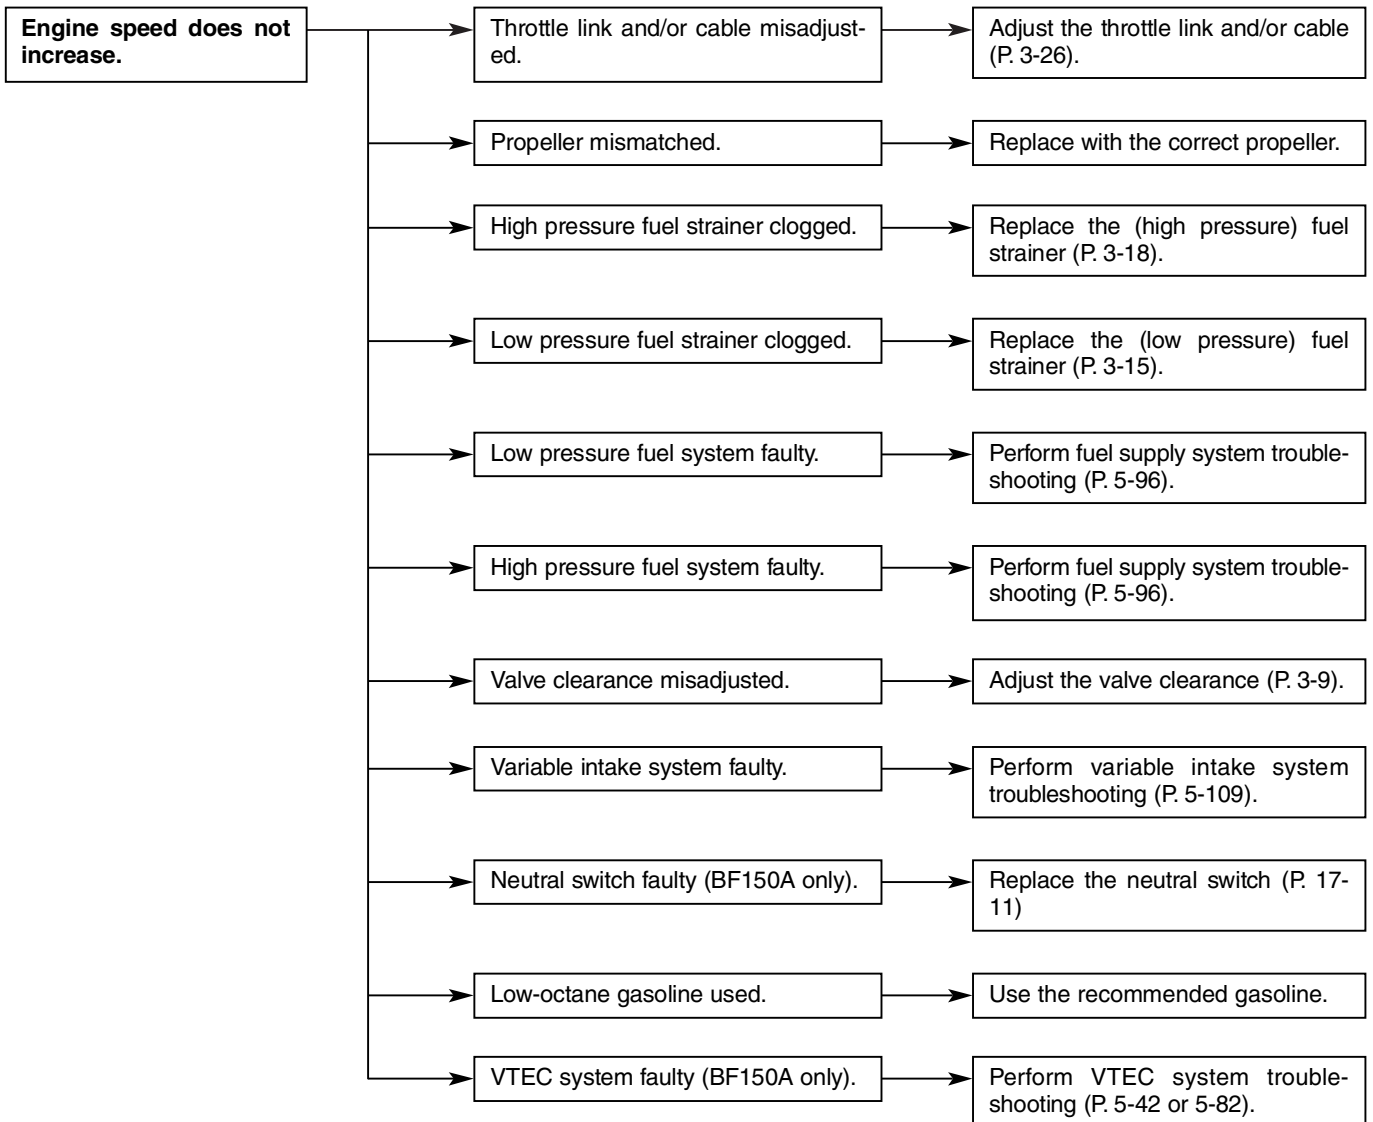 Engine speed does not
increase.
Throttle link and/or cable misadjust-
ed.
Adjust the throttle link and/or cable
(P. 3-26).
Propeller mismatched.
Replace with the correct propeller.
High pressure fuel strainer clogged.
Replace the (high pressure) fuel
strainer (P. 3-18).
Low pressure fuel strainer clogged.
Replace the (low pressure) fuel
strainer (P. 3-15).
Low pressure fuel system faulty.
Perform fuel supply system trouble-
shooting (P. 5-96).
High pressure fuel system faulty.
Perform fuel supply system trouble-
shooting (P. 5-96).
Valve clearance misadjusted.
Adjust the valve clearance (P. 3-9).
Variable intake system faulty.
Perform variable intake system
troubleshooting (P. 5-109).
Neutral switch faulty (BF150A only).
Replace the neutral switch (P. 17-
11)
Low-octane gasoline used.
Use the recommended gasoline.
VTEC system faulty (BF150A only).
Perform VTEC system trouble-
shooting (P. 5-42 or 5-82).